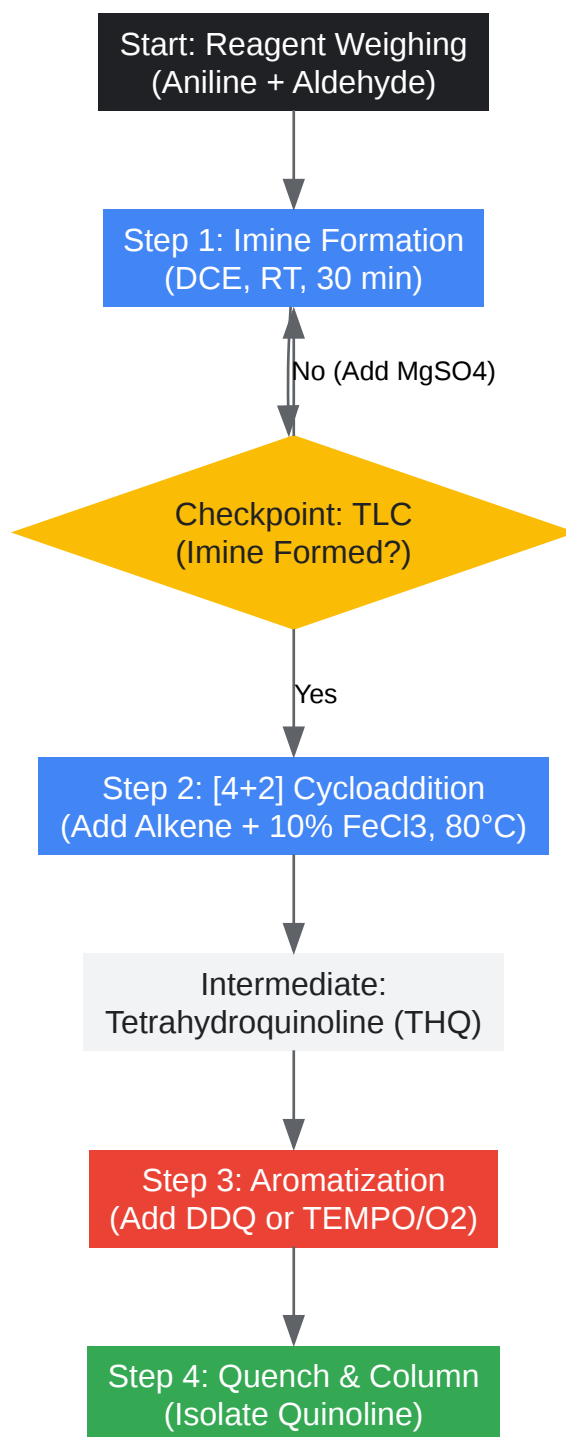 Start: Reagent Weighing
(Aniline + Aldehyde)
Step 1: Imine Formation
(DCE, RT, 30 min)
No (Add MgSO4)
Checkpoint: TLC
(Imine Formed?)
Yes
Step 2: [4+2] Cycloaddition
(Add Alkene + 10% FeCl3, 80°C)
Intermediate:
Tetrahydroquinoline (THQ)
Step 3: Aromatization
(Add DDQ or TEMPO/O2)
Step 4: Quench & Column
(Isolate Quinoline)